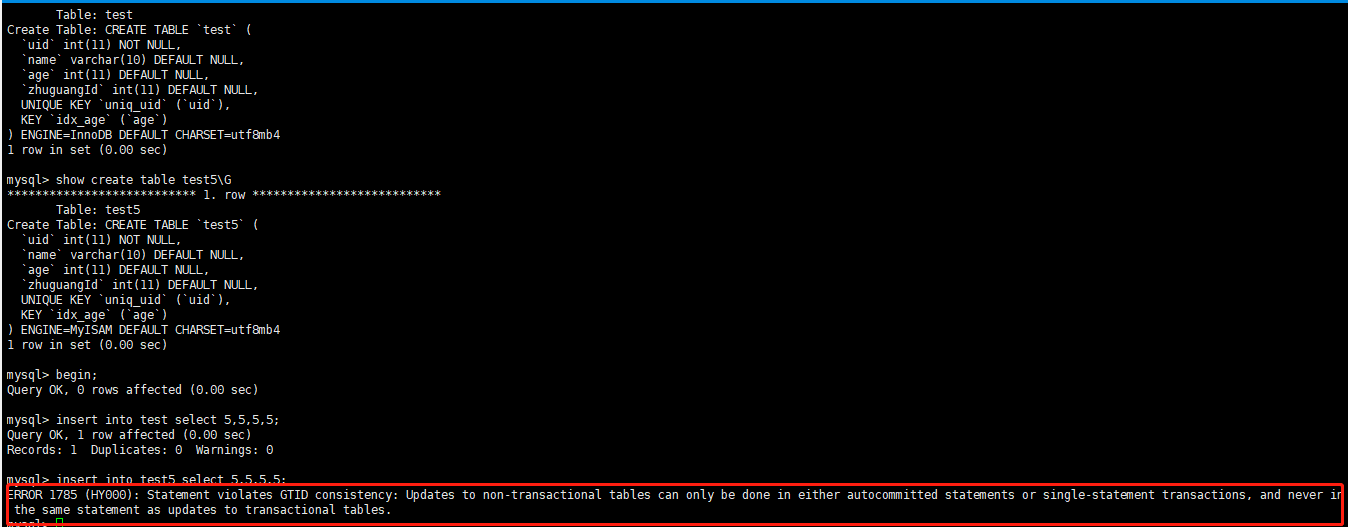 Table: test
Create Table: CREATE TABLE `test` (
  `uid` int(11) NOT NULL,
  `name` varchar(10) DEFAULT NULL,
  `age` int(11) DEFAULT NULL,
  `zhuguangId` int(11) DEFAULT NULL,
  UNIQUE KEY `uniq_uid` (`uid`),
  KEY `idx_age` (`age`)
) ENGINE=InnoDB DEFAULT CHARSET=utf8mb4
1 row in set (0.00 sec)
mysql> show create table test5\G
*************************** 1. row ***************************
       Table: test5
Create Table: CREATE TABLE `test5` (
  `uid` int(11) NOT NULL,
  `name` varchar(10) DEFAULT NULL,
  `age` int(11) DEFAULT NULL,
  `zhuguangId` int(11) DEFAULT NULL,
  UNIQUE KEY `uniq_uid` (`uid`),
  KEY `idx_age` (`age`)
) ENGINE=MyISAM DEFAULT CHARSET=utf8mb4
1 row in set (0.00 sec)
mysql> begin;
Query OK, 0 rows affected (0.00 sec)
mysql> insert into test select 5,5,5,5;
Query OK, 1 row affected (0.00 sec)
Records: 1  Duplicates: 0  Warnings: 0
mysql> insert into test5 select 5,5,5,5;
ERROR 1785 (HY000): Statement violates GTID consistency: Updates to non-transactional tables can only be done in either autocommitted statements or single-statement transactions, and never in
 the same statement as updates to transactional tables.
mysql>